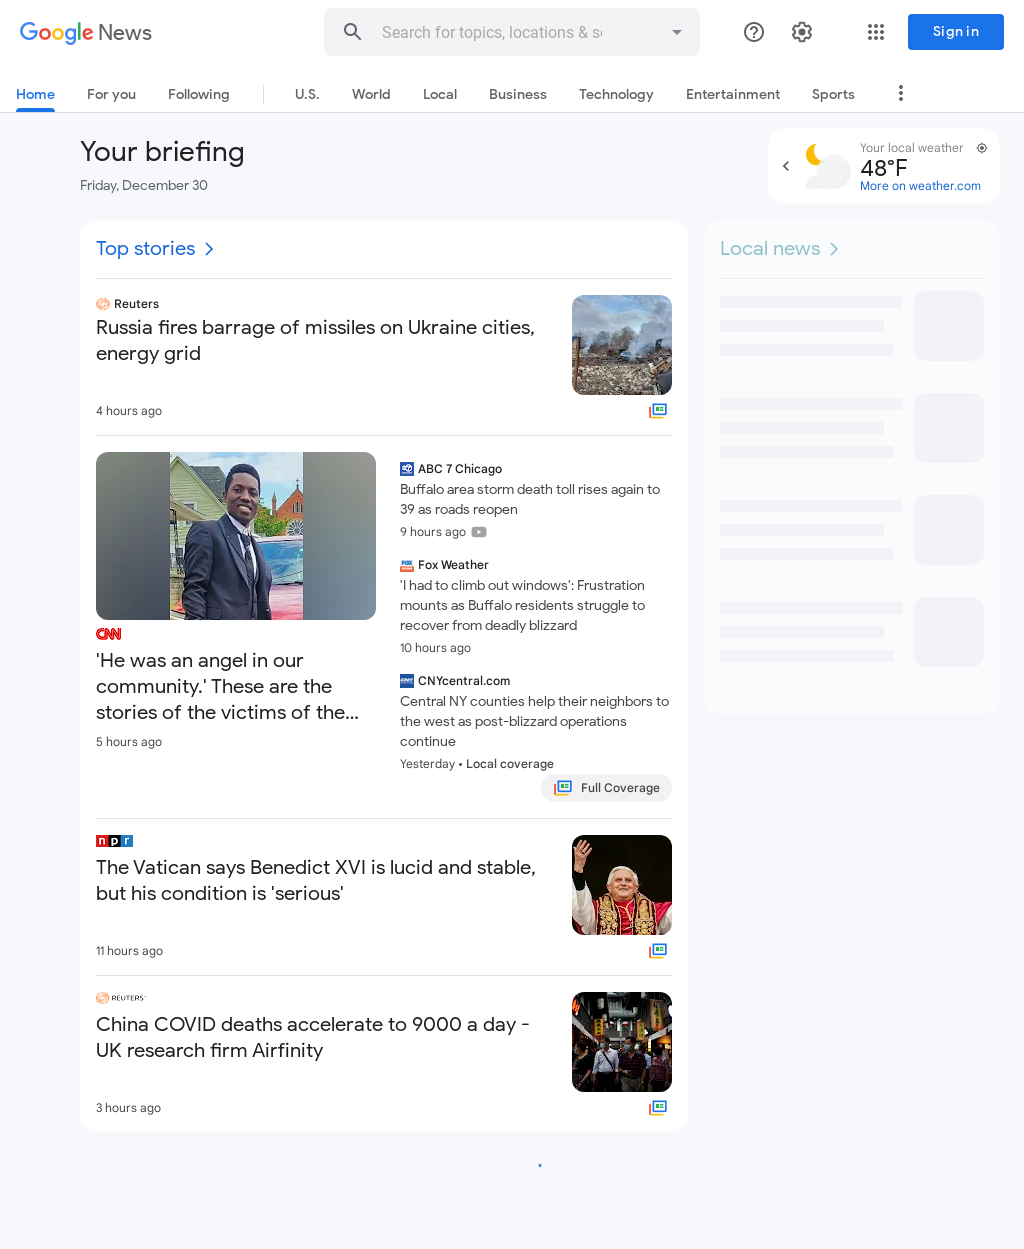 Google News
Search for topics, locations & s
Sign in
Home
For you
Following
U.S.
World
Local
Business
Technology
Entertainment
Sports
Your briefing
Friday, December 30
Your local weather
48°F
More on weather.com
Top stories
Local news
Reuters
Russia fires barrage of missiles on Ukraine cities,
energy grid
4 hours ago
CNN
'He was an angel in our
community.' These are the
stories of the victims of the...
5 hours ago
ABC 7 Chicago
Buffalo area storm death toll rises again to
39 as roads reopen
9 hours ago
Fox Weather
'I had to climb out windows': Frustration
mounts as Buffalo residents struggle to
recover from deadly blizzard
10 hours ago
CNYcentral.com
Central NY counties help their neighbors to
the west as post-blizzard operations
continue
Yesterday • Local coverage
Full Coverage
npr
The Vatican says Benedict XVI is lucid and stable,
but his condition is 'serious'
11 hours ago
REUTERS
China COVID deaths accelerate to 9000 a day -
UK research firm Airfinity
3 hours ago